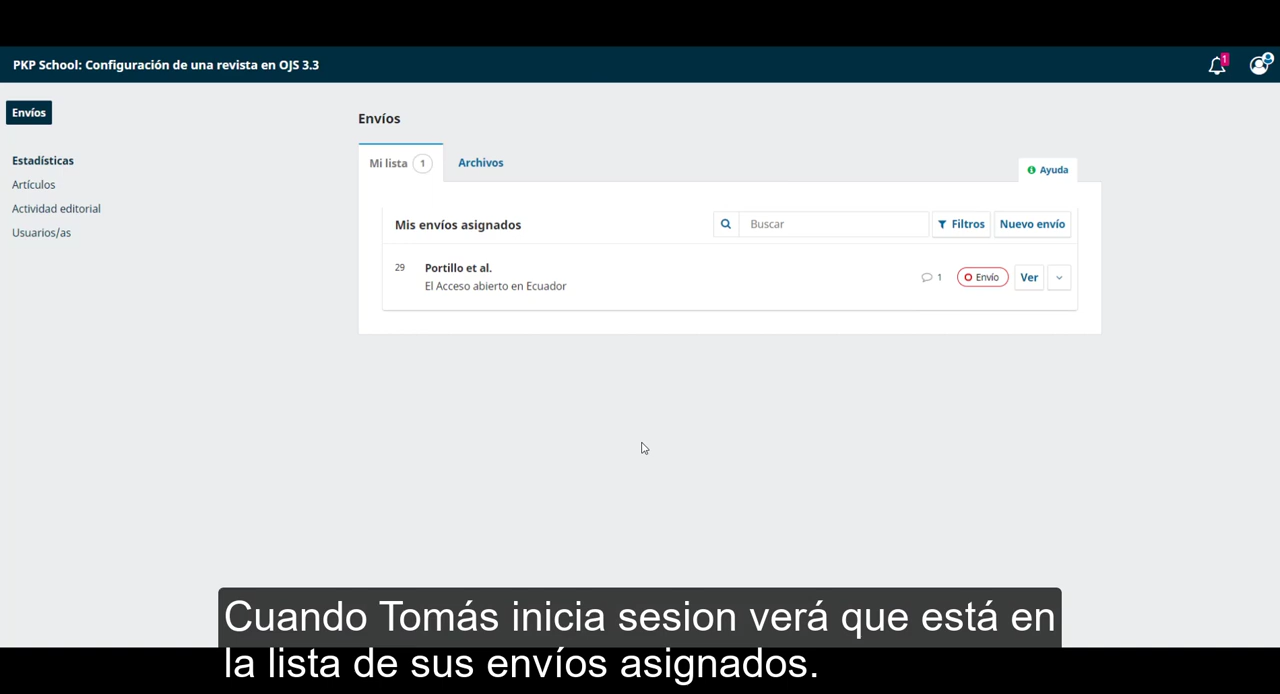 PKP School: Configuración de una revista en OJS 3.3
1
Envíos
Estadísticas
Artículos
Actividad editorial
Usuarios/as
Envíos
Mi lista 1
Archivos
Ayuda
Mis envíos asignados
Buscar
Filtros
Nuevo envío
29
Portillo et al.
El Acceso abierto en Ecuador
1
Envío
Ver
Cuando Tomás inicia sesion verá que está en
la lista de sus envíos asignados.